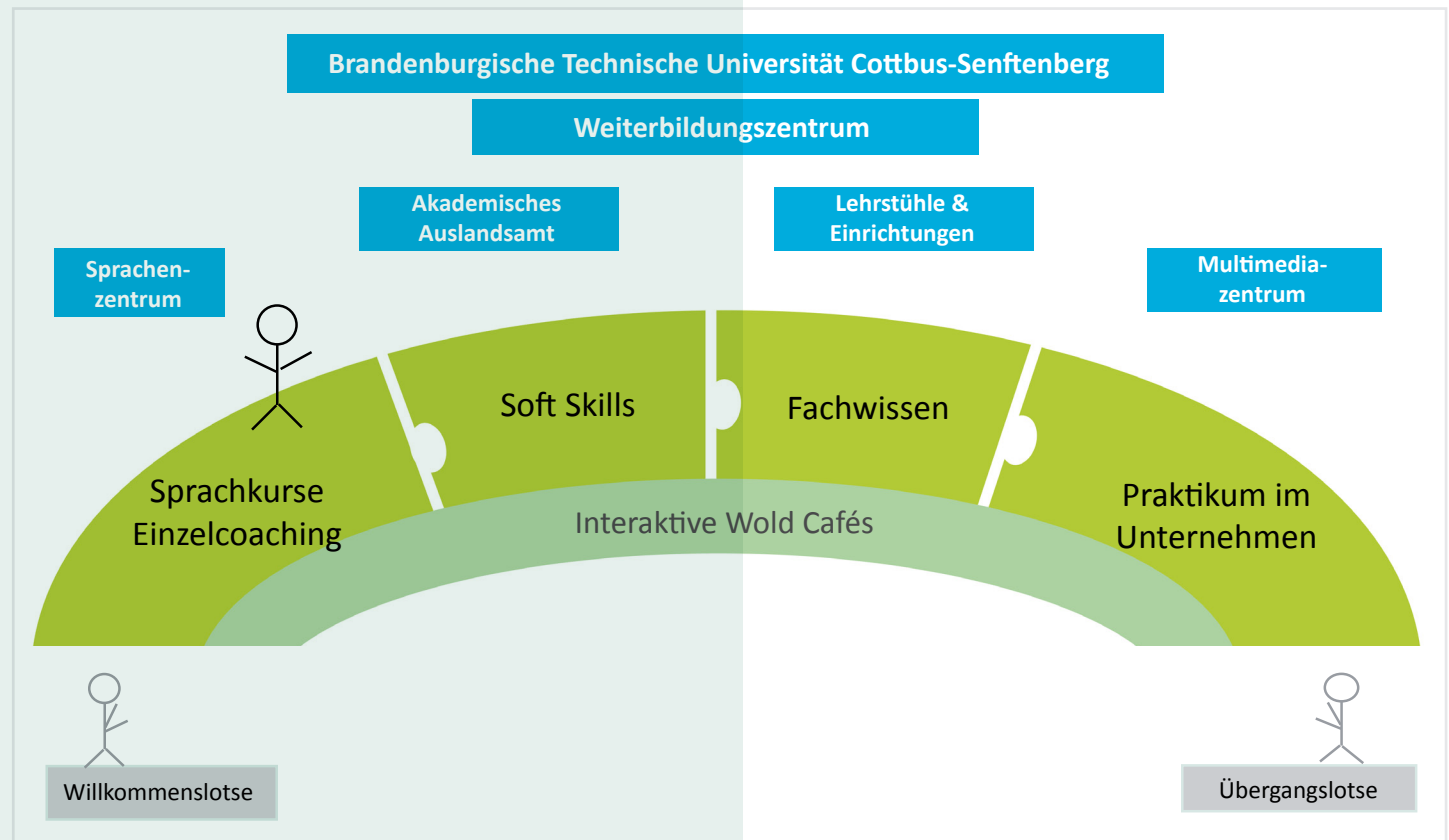 Brandenburgische Technische Universität Cottbus-Senftenberg
Weiterbildungszentrum
Akademisches
Auslandsamt
Lehrstühle &
Einrichtungen
Sprachen-
zentrum
Multimedia-
zentrum
Sprachkurse
Einzelcoaching
Soft Skills
Fachwissen
Praktikum im
Unternehmen
Interaktive Wold Cafés
Willkommenslotse
Übergangslotse